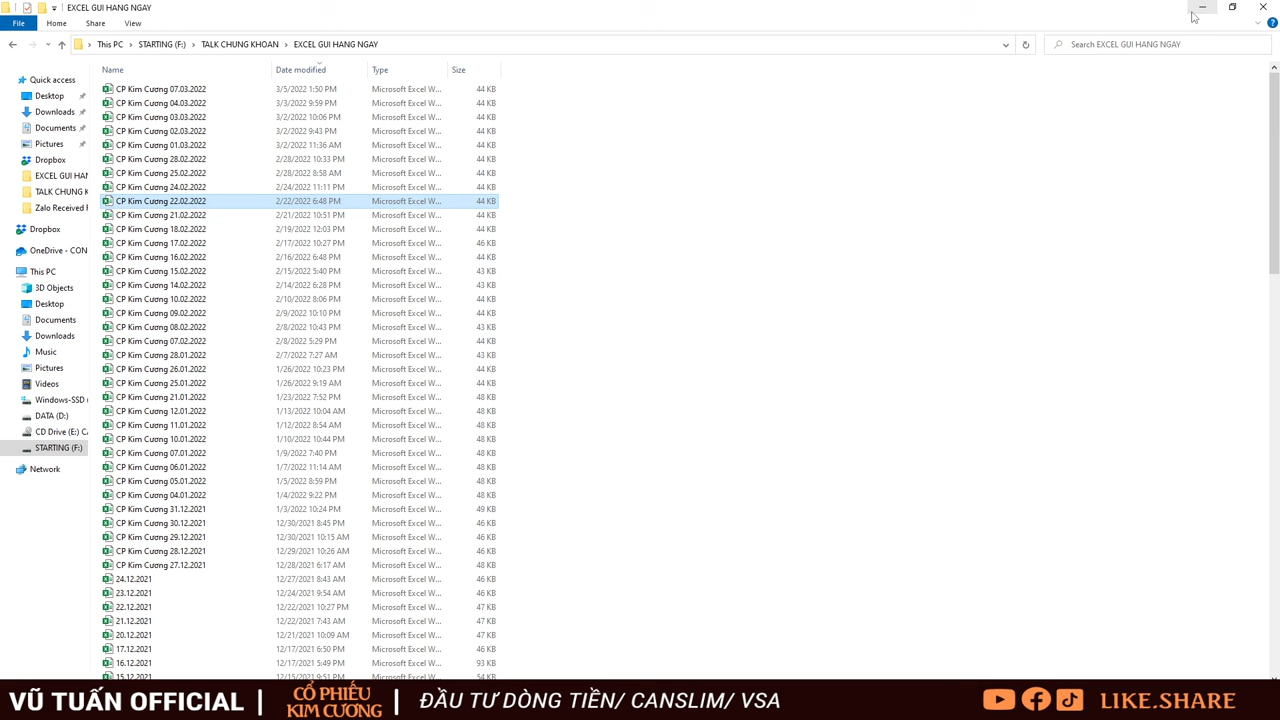 EXCEL GUI HANG NGAY
File Home Share View
This PC > STARTING (F:) > TALK CHUNG KHOAN > EXCEL GUI HANG NGAY
Search EXCEL GUI HANG NGAY
Name Date modified Type Size
Quick access
Desktop
Downloads
Documents
Pictures
Dropbox
EXCEL GUI HAN
TALK CHUNG K
Zalo Received F
Dropbox
OneDrive - CON
This PC
3D Objects
Desktop
Documents
Downloads
Music
Pictures
Videos
Windows-SSD (
DATA (D:)
CD Drive (E:) CA
STARTING (F:)
Network
CP Kim Cương 07.03.2022 3/5/2022 1:50 PM Microsoft Excel W... 44 KB
CP Kim Cương 04.03.2022 3/3/2022 9:59 PM Microsoft Excel W... 44 KB
CP Kim Cương 03.03.2022 3/2/2022 10:06 PM Microsoft Excel W... 44 KB
CP Kim Cương 02.03.2022 3/2/2022 9:43 PM Microsoft Excel W... 44 KB
CP Kim Cương 01.03.2022 3/2/2022 11:36 AM Microsoft Excel W... 44 KB
CP Kim Cương 28.02.2022 2/28/2022 10:33 PM Microsoft Excel W... 44 KB
CP Kim Cương 25.02.2022 2/28/2022 8:58 AM Microsoft Excel W... 44 KB
CP Kim Cương 24.02.2022 2/24/2022 11:11 PM Microsoft Excel W... 44 KB
CP Kim Cương 22.02.2022 2/22/2022 6:48 PM Microsoft Excel W... 44 KB
CP Kim Cương 21.02.2022 2/21/2022 10:51 PM Microsoft Excel W... 44 KB
CP Kim Cương 18.02.2022 2/19/2022 12:03 PM Microsoft Excel W... 44 KB
CP Kim Cương 17.02.2022 2/17/2022 10:27 PM Microsoft Excel W... 46 KB
CP Kim Cương 16.02.2022 2/16/2022 6:48 PM Microsoft Excel W... 44 KB
CP Kim Cương 15.02.2022 2/15/2022 5:40 PM Microsoft Excel W... 43 KB
CP Kim Cương 14.02.2022 2/14/2022 6:28 PM Microsoft Excel W... 43 KB
CP Kim Cương 10.02.2022 2/10/2022 8:06 PM Microsoft Excel W... 44 KB
CP Kim Cương 09.02.2022 2/9/2022 10:10 PM Microsoft Excel W... 44 KB
CP Kim Cương 08.02.2022 2/8/2022 10:43 PM Microsoft Excel W... 43 KB
CP Kim Cương 07.02.2022 2/8/2022 5:29 PM Microsoft Excel W... 44 KB
CP Kim Cương 28.01.2022 2/7/2022 7:27 AM Microsoft Excel W... 43 KB
CP Kim Cương 26.01.2022 1/26/2022 10:23 PM Microsoft Excel W... 44 KB
CP Kim Cương 25.01.2022 1/26/2022 9:19 AM Microsoft Excel W... 44 KB
CP Kim Cương 21.01.2022 1/23/2022 7:52 PM Microsoft Excel W... 48 KB
CP Kim Cương 12.01.2022 1/13/2022 10:04 AM Microsoft Excel W... 48 KB
CP Kim Cương 11.01.2022 1/12/2022 8:54 AM Microsoft Excel W... 48 KB
CP Kim Cương 10.01.2022 1/10/2022 10:44 PM Microsoft Excel W... 48 KB
CP Kim Cương 07.01.2022 1/9/2022 7:40 PM Microsoft Excel W... 48 KB
CP Kim Cương 06.01.2022 1/7/2022 11:14 AM Microsoft Excel W... 48 KB
CP Kim Cương 05.01.2022 1/5/2022 8:59 PM Microsoft Excel W... 48 KB
CP Kim Cương 04.01.2022 1/4/2022 9:22 PM Microsoft Excel W... 48 KB
CP Kim Cương 31.12.2021 1/3/2022 10:24 PM Microsoft Excel W... 49 KB
CP Kim Cương 30.12.2021 12/30/2021 8:45 PM Microsoft Excel W... 46 KB
CP Kim Cương 29.12.2021 12/30/2021 10:15 AM Microsoft Excel W... 46 KB
CP Kim Cương 28.12.2021 12/29/2021 10:26 AM Microsoft Excel W... 46 KB
CP Kim Cương 27.12.2021 12/28/2021 6:17 AM Microsoft Excel W... 48 KB
24.12.2021 12/27/2021 8:43 AM Microsoft Excel W... 46 KB
23.12.2021 12/24/2021 9:54 AM Microsoft Excel W... 46 KB
22.12.2021 12/22/2021 10:27 PM Microsoft Excel W... 47 KB
21.12.2021 12/22/2021 7:43 AM Microsoft Excel W... 47 KB
20.12.2021 12/21/2021 10:09 AM Microsoft Excel W... 47 KB
17.12.2021 12/17/2021 6:50 PM Microsoft Excel W... 46 KB
16.12.2021 12/17/2021 5:49 PM Microsoft Excel W... 93 KB
15.12.2021 12/15/2021 9:51 PM Microsoft Excel W... 54 KB
VŨ TUẤN OFFICIAL | CỔ PHIẾU KIM CƯƠNG | ĐẦU TƯ DÒNG TIỀN/ CANSLIM/ VSA LIKE.SHARE